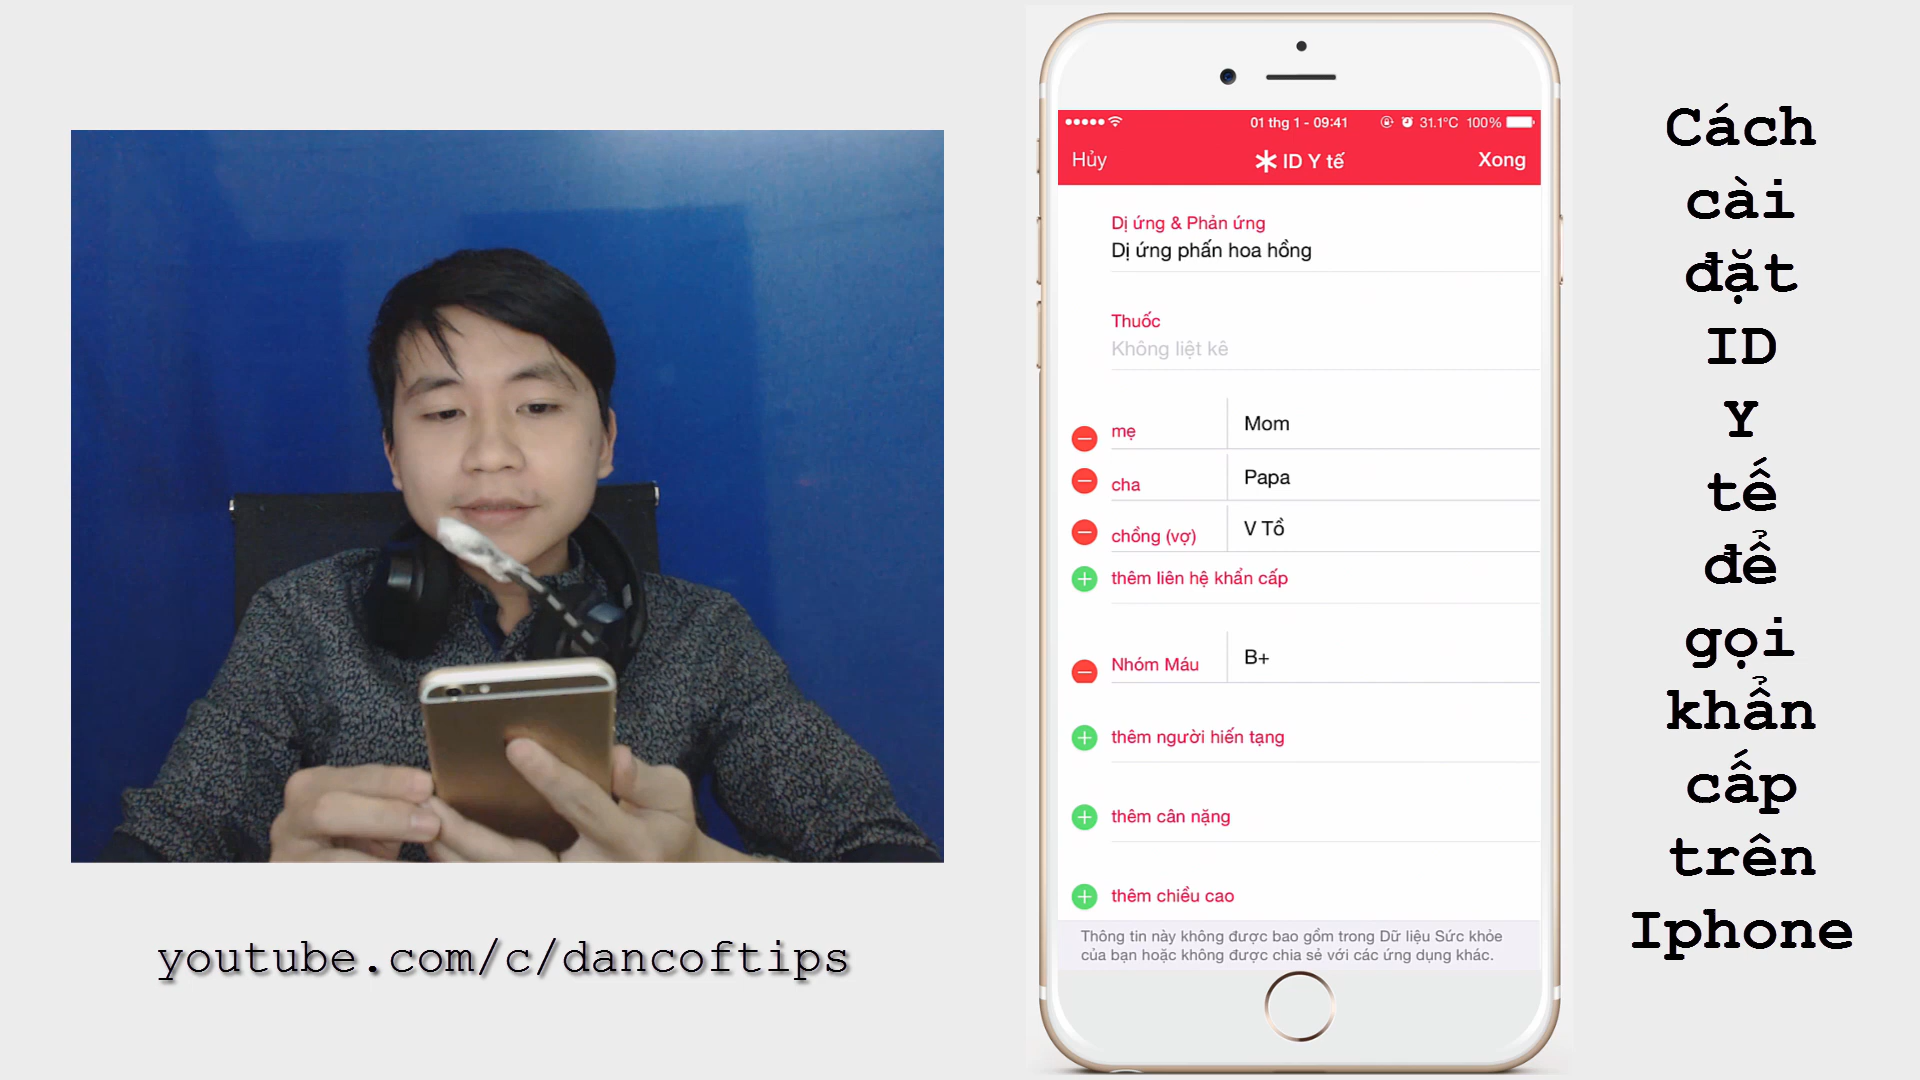 youtube.com/c/dancoftips
01 thg 1 - 09:41
31.1°C 100%
Hủy
ID Y tế
Xong
Dị ứng & Phản ứng
Dị ứng phấn hoa hồng
Thuốc
Không liệt kê
mẹ Mom
cha Papa
chồng (vợ) V Tồ
thêm liên hệ khẩn cấp
Nhóm Máu B+
thêm người hiến tạng
thêm cân nặng
thêm chiều cao
Thông tin này không được bao gồm trong Dữ liệu Sức khỏe
của bạn hoặc không được chia sẻ với các ứng dụng khác.
Cách
cài
đặt
ID
Y
tế
để
gọi
khẩn
cấp
trên
Iphone